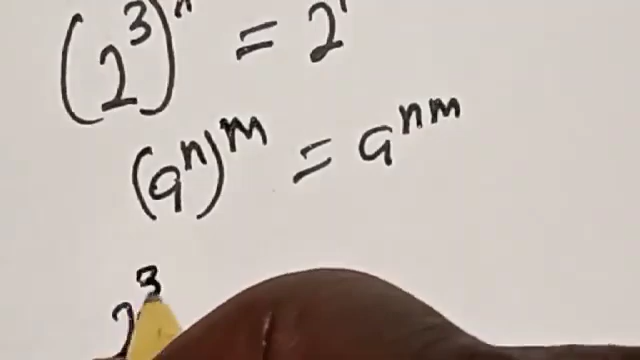 (2³)ⁿ = 2
(aⁿ)ᵐ = aⁿᵐ
2³